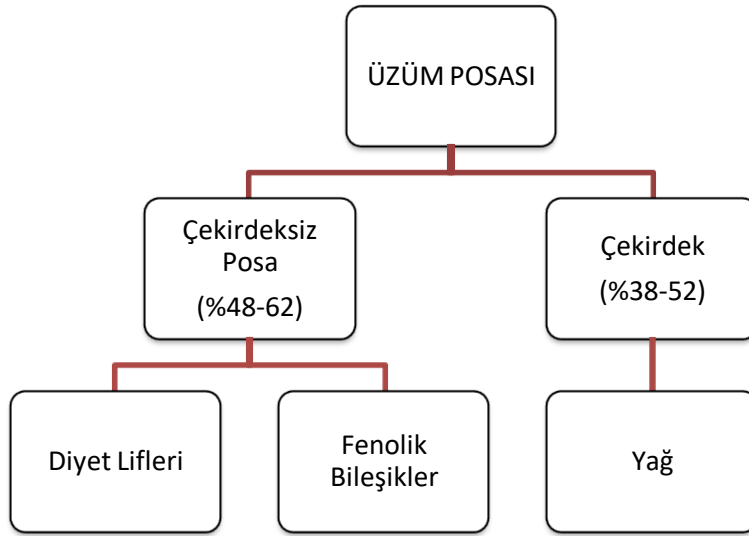 ÜZÜM POSASI
Çekirdeksiz
Posa
(%48-62)
Çekirdek
(%38-52)
Diyet Lifleri
Fenolik
Bileşikler
Yağ